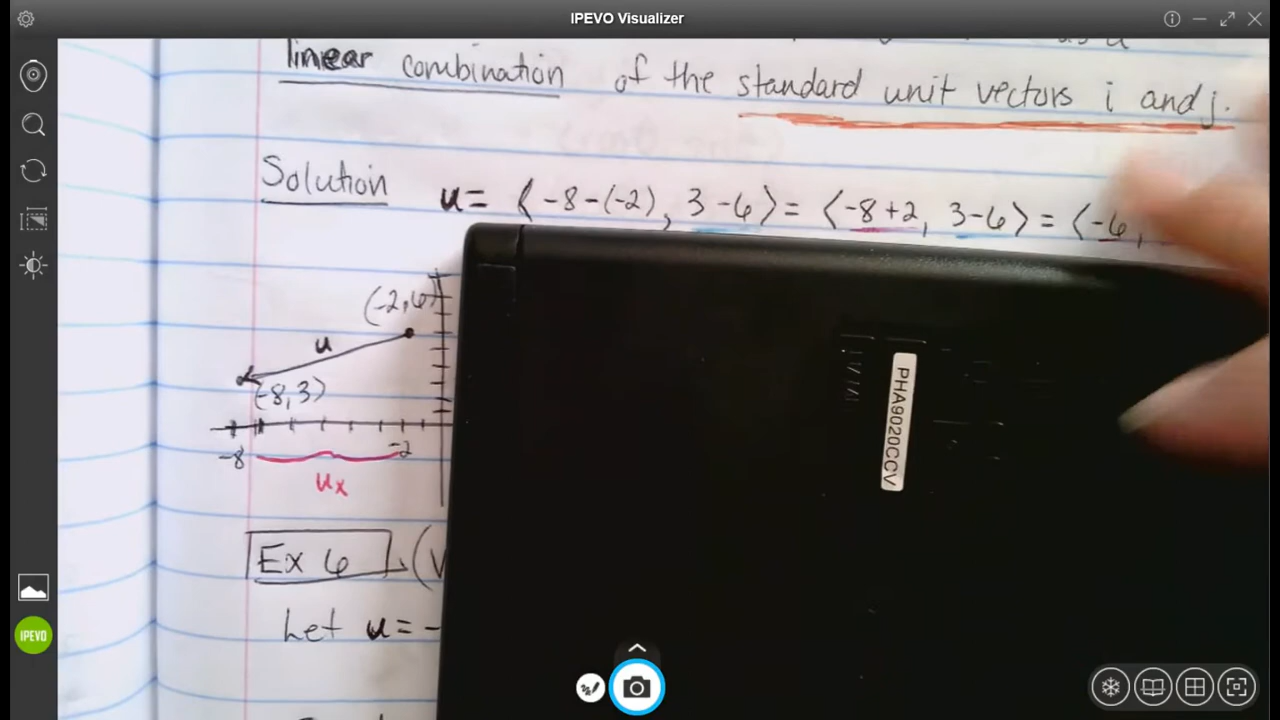 IPEVO Visualizer
linear combination of the standard unit vectors i and j.
Solution u = ⟨-8-(-2), 3-6⟩ = ⟨-8+2, 3-6⟩ = ⟨-6,
(-2,6)
u
(-8,3)
-8 -2
ux
PHA9020CCV
Ex 6 (V
Let u = -
IPEVO